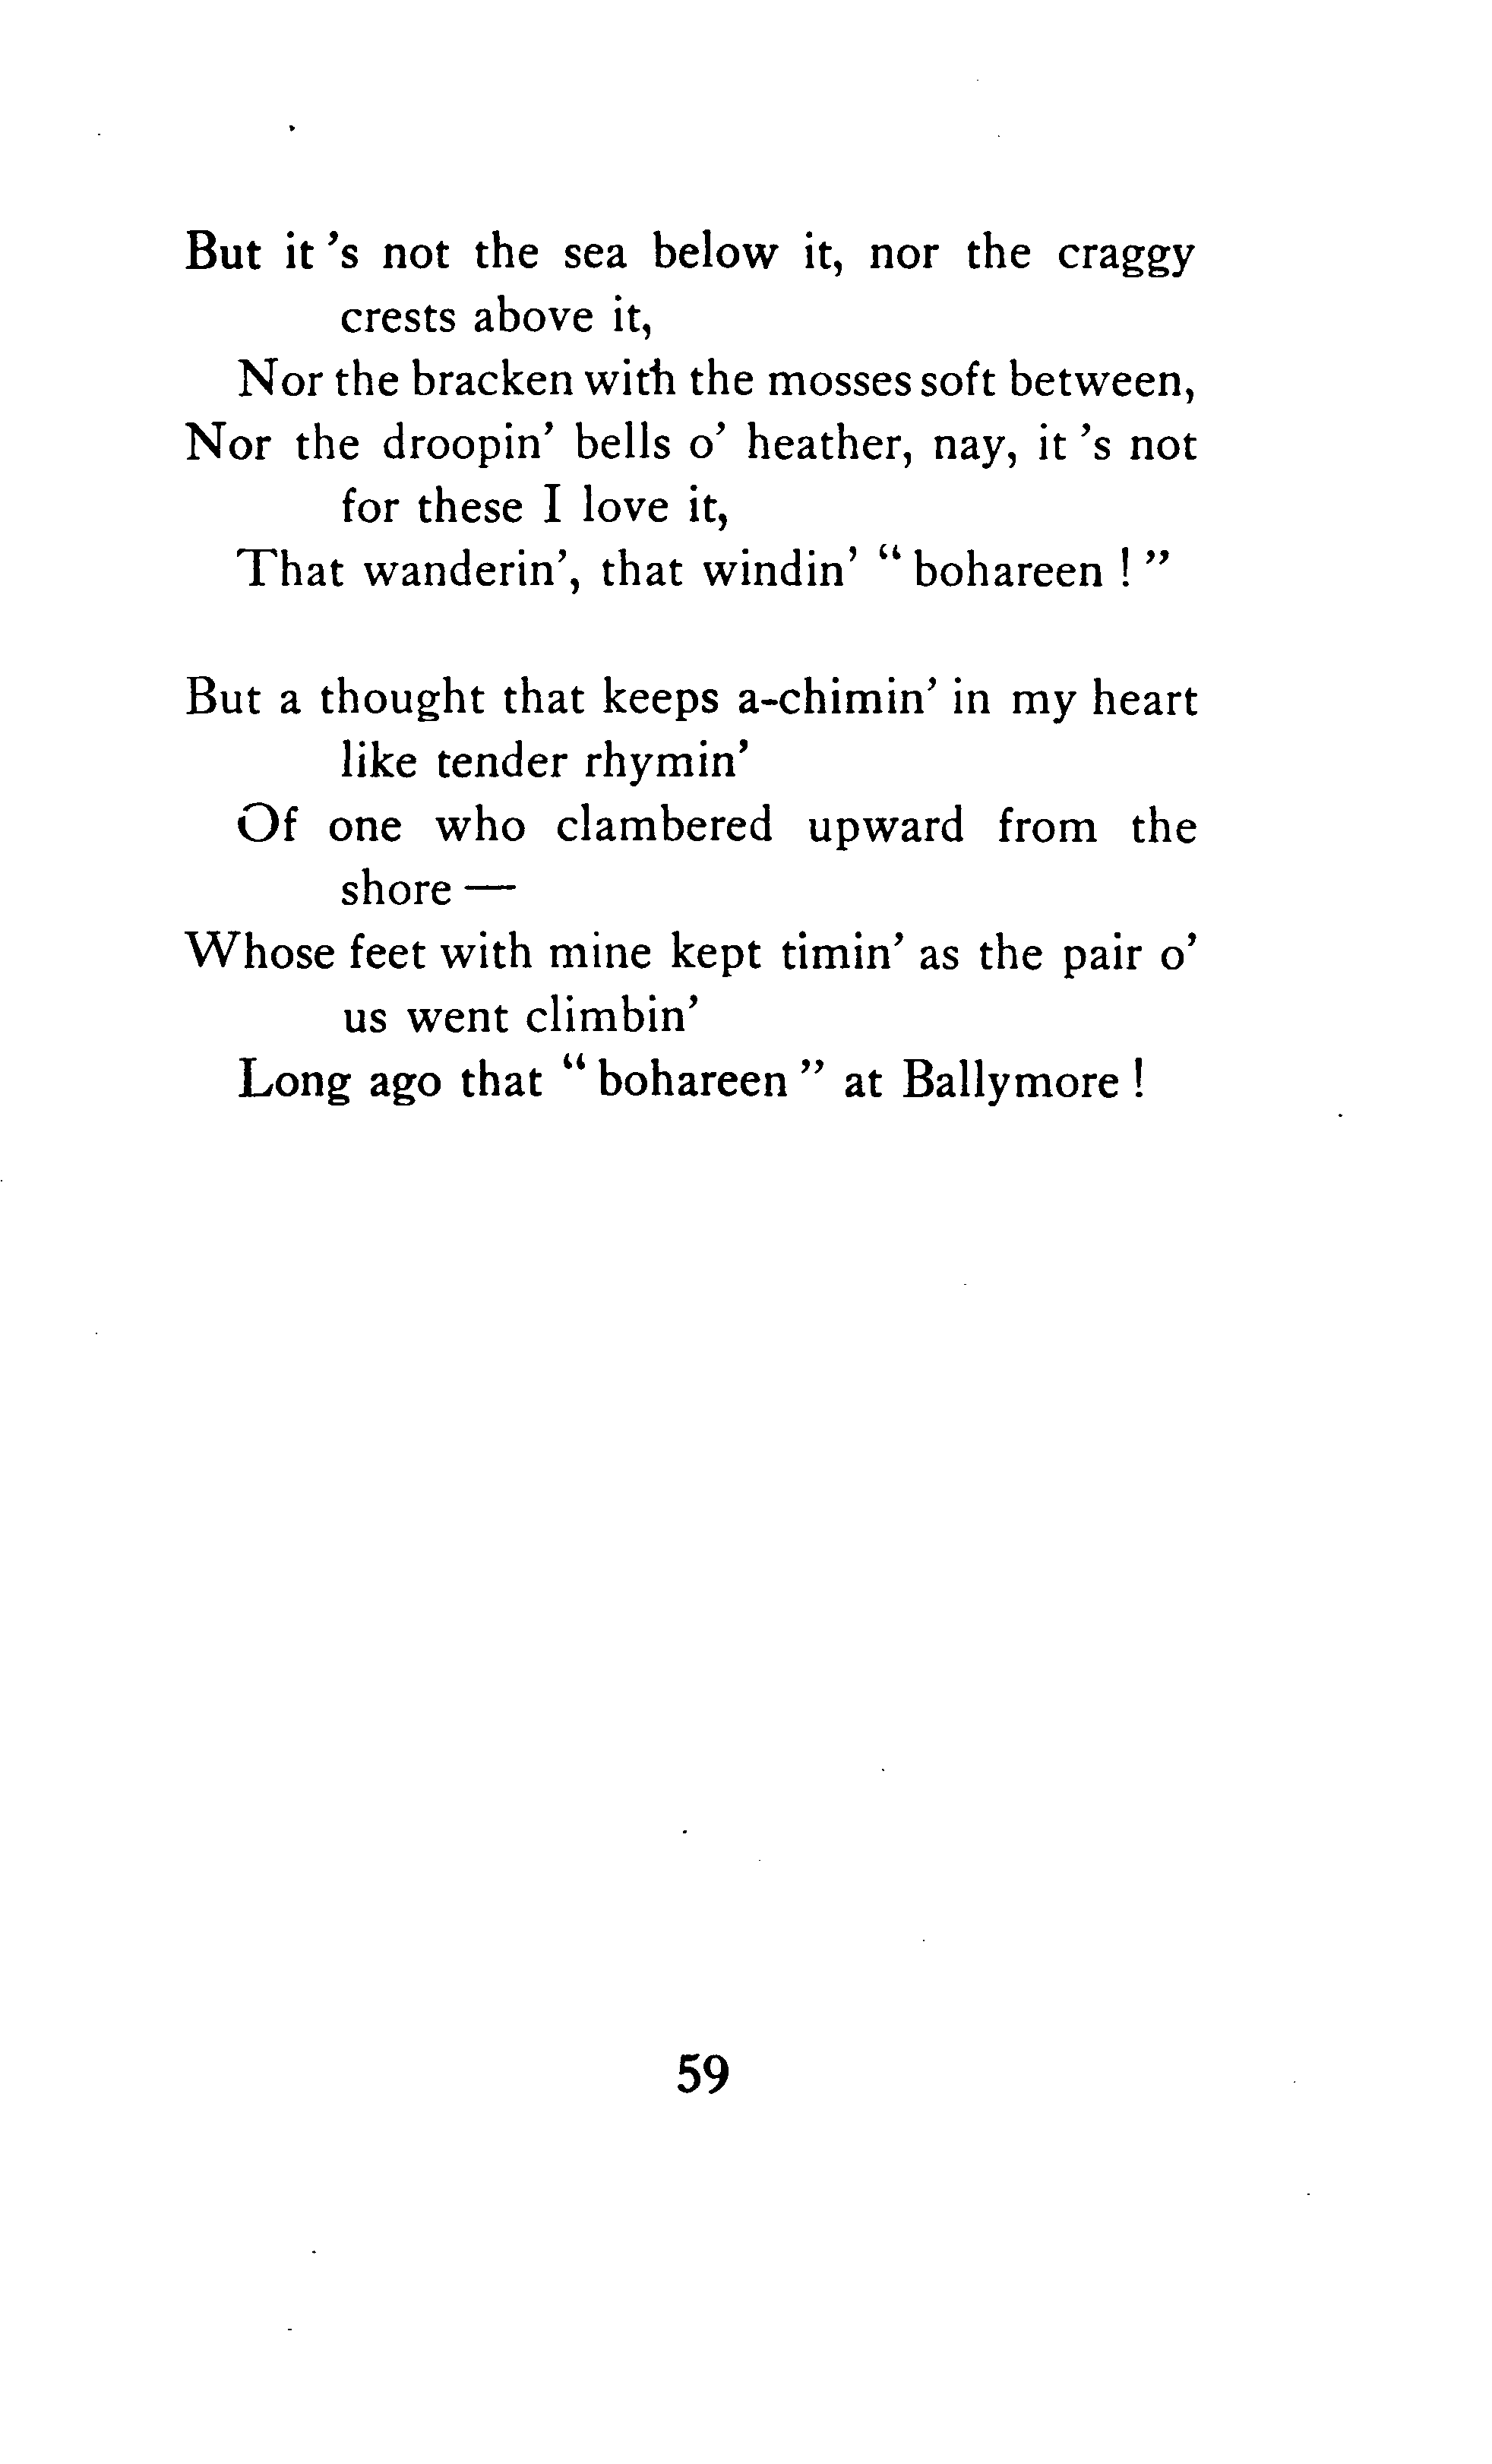 But it 's not the sea below it, nor the craggy
crests above it,
Nor the bracken with the mosses soft between,
Nor the droopin' bells o' heather, nay, it 's not
for these I love it,
That wanderin', that windin' “ bohareen ! ”
But a thought that keeps a-chimin' in my heart
like tender rhymin'
Of one who clambered upward from the
shore —
Whose feet with mine kept timin' as the pair o'
us went climbin'
Long ago that “ bohareen ” at Ballymore !
59